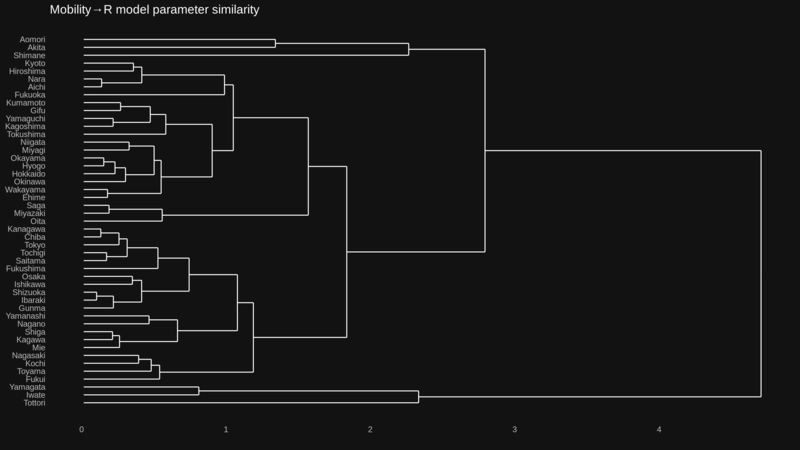 Mobility→R model parameter similarity
Aomori
Akita
Shimane
Kyoto
Hiroshima
Nara
Aichi
Fukuoka
Kumamoto
Gifu
Yamaguchi
Kagoshima
Tokushima
Niigata
Miyagi
Okayama
Hyogo
Hokkaido
Okinawa
Wakayama
Ehime
Saga
Miyazaki
Oita
Kanagawa
Chiba
Tokyo
Tochigi
Saitama
Fukushima
Osaka
Ishikawa
Shizuoka
Ibaraki
Gunma
Yamanashi
Nagano
Shiga
Kagawa
Mie
Nagasaki
Kochi
Toyama
Fukui
Yamagata
Iwate
Tottori
0 1 2 3 4